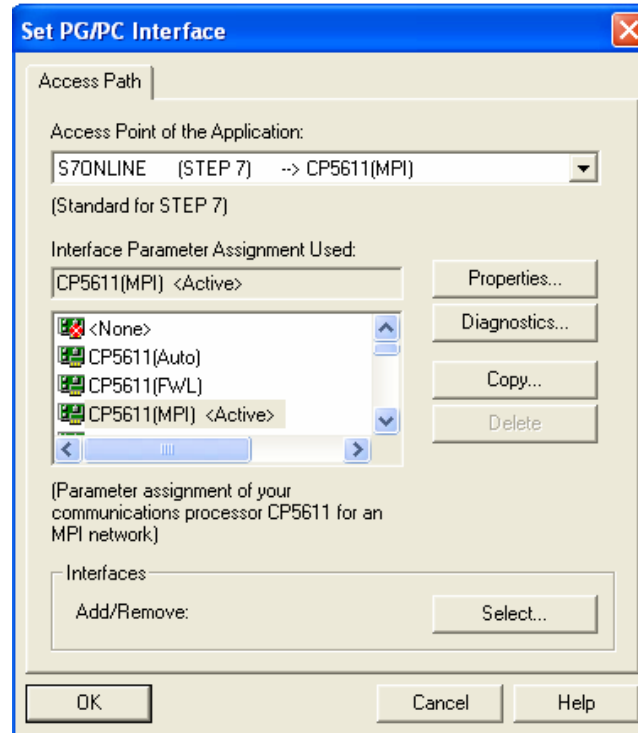 Set PG/PC Interface
Access Path
Access Point of the Application:
S7ONLINE (STEP 7) --> CP5611(MPI)
(Standard for STEP 7)
Interface Parameter Assignment Used:
CP5611(MPI) <Active>
Properties...
<None>
Diagnostics...
CP5611(Auto)
CP5611(FWL)
Copy...
CP5611(MPI) <Active>
Delete
(Parameter assignment of your
communications processor CP5611 for an
MPI network)
Interfaces
Add/Remove:
Select...
OK
Cancel
Help